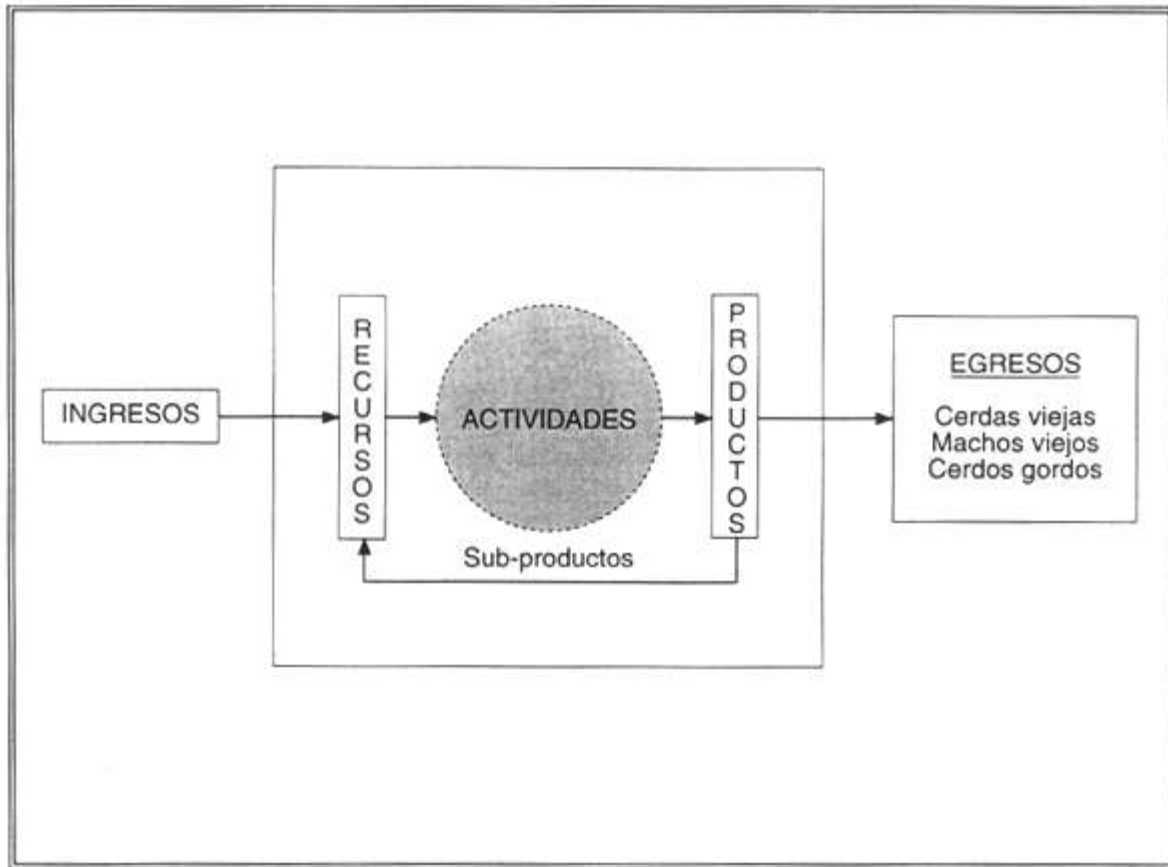 INGRESOS
RECURSOS
ACTIVIDADES
Sub-productos
PRODUCTOS
EGRESOS
Cerdas viejas
Machos viejos
Cerdos gordos